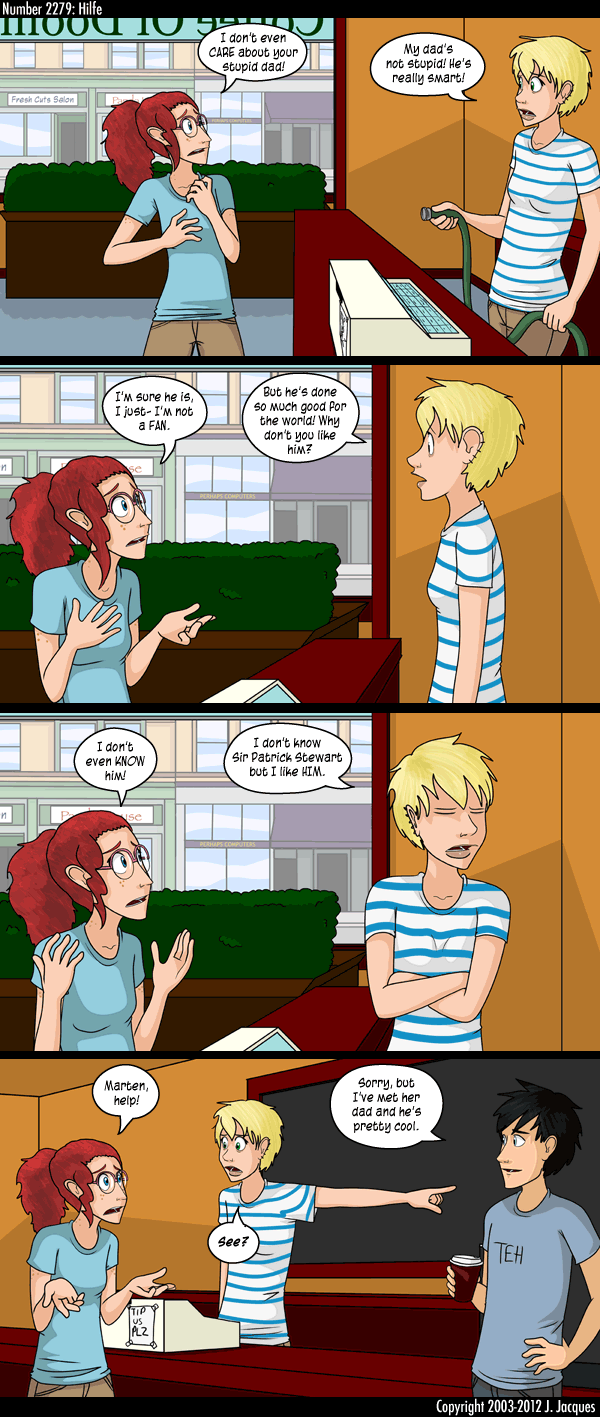 Number 2279: Hilfe
Coffee Of Doom
I don't even
CARE about your
stupid dad!
My dad's
not stupid! He's
really smart!
Fresh Cuts Salon
I'm sure he is,
I just- I'm not
a FAN.
But he's done
so much good for
the world! Why
don't you like
him?
PERHAPS COMPUTERS
I don't
even KNOW
him!
I don't know
Sir Patrick Stewart
but I like HIM.
PERHAPS COMPUTERS
Marten,
help!
Sorry, but
I've met her
dad and he's
pretty cool.
See?
TEH
TIP
US
PLZ
Copyright 2003-2012 J. Jacques